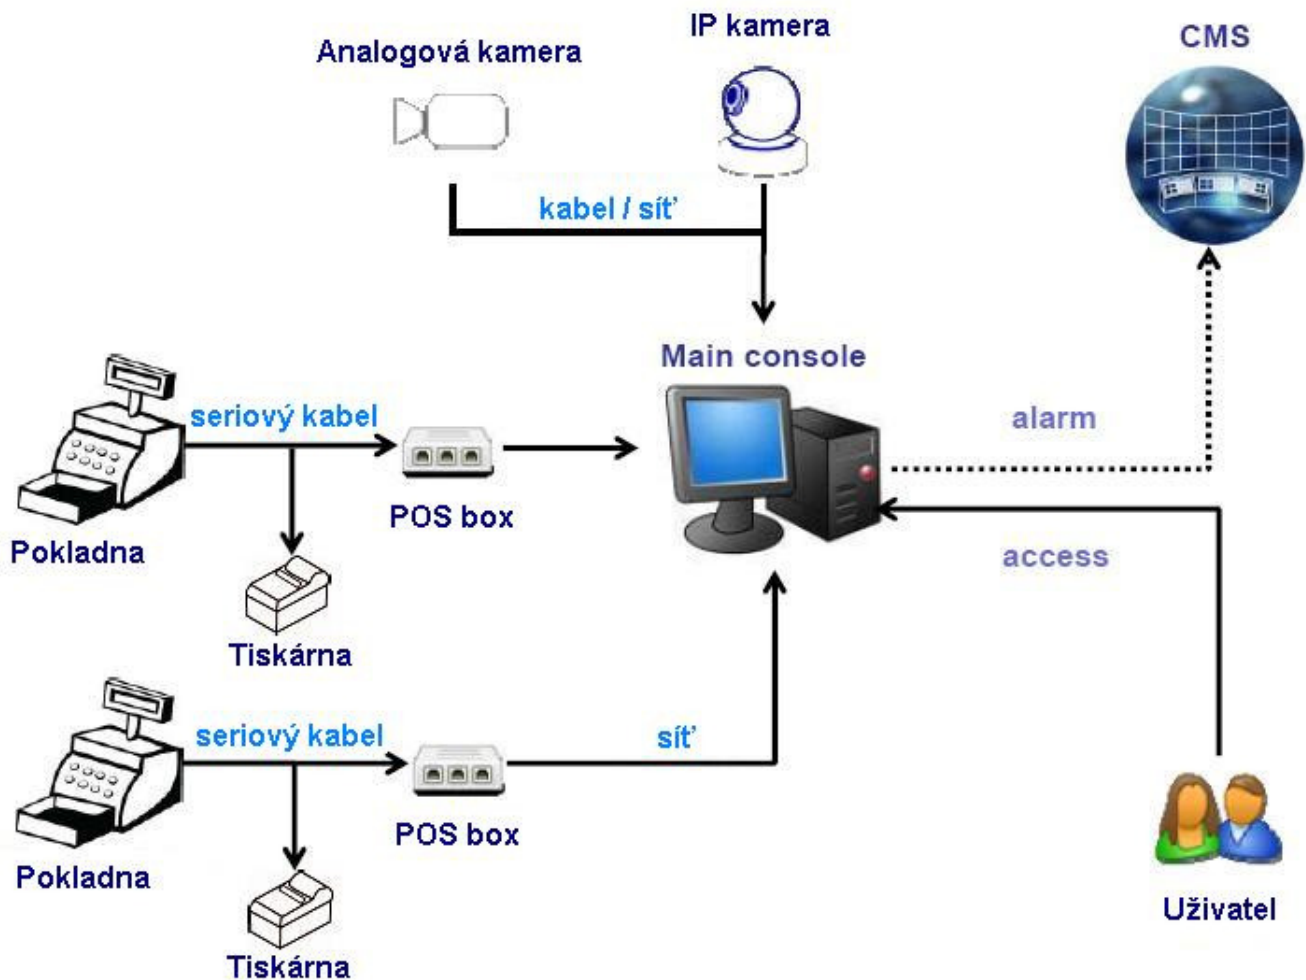 IP kamera
Analogová kamera
CMS
kabel / síť
Main console
seriový kabel
alarm
POS box
Pokladna
access
Tiskárna
seriový kabel
síť
POS box
Pokladna
Uživatel
Tiskárna